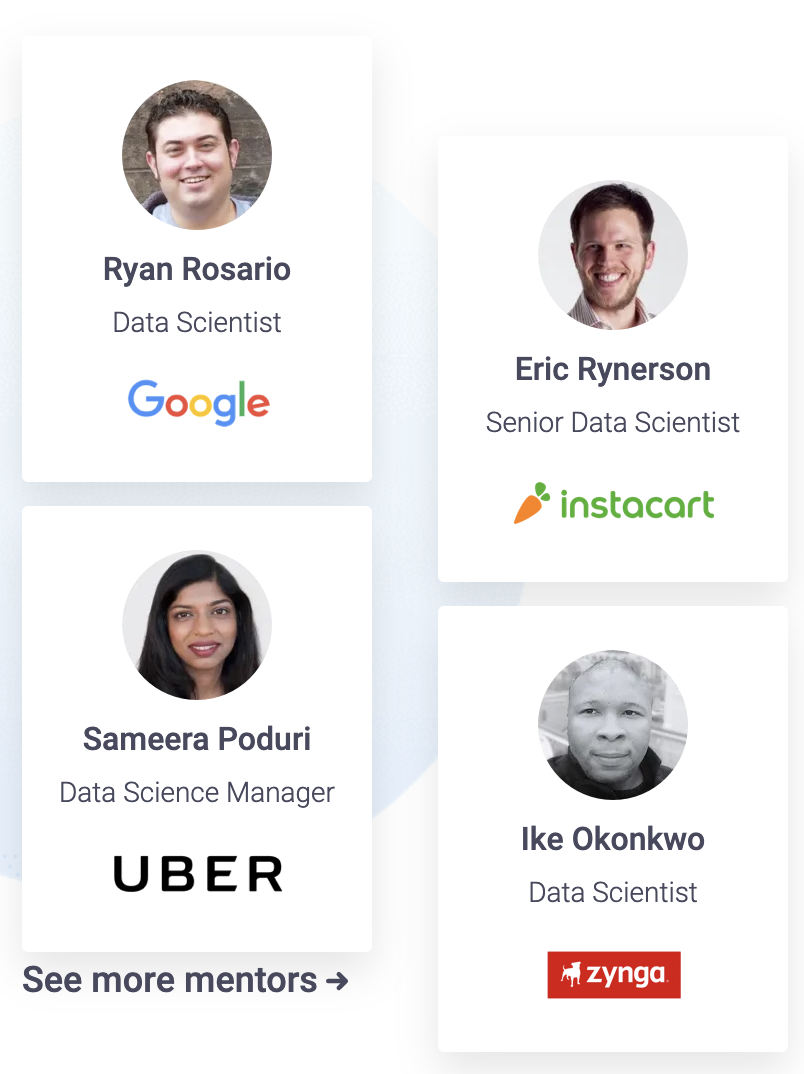 Ryan Rosario
Data Scientist
Google
Eric Rynerson
Senior Data Scientist
instacart
Sameera Poduri
Data Science Manager
UBER
Ike Okonkwo
Data Scientist
zynga
See more mentors →